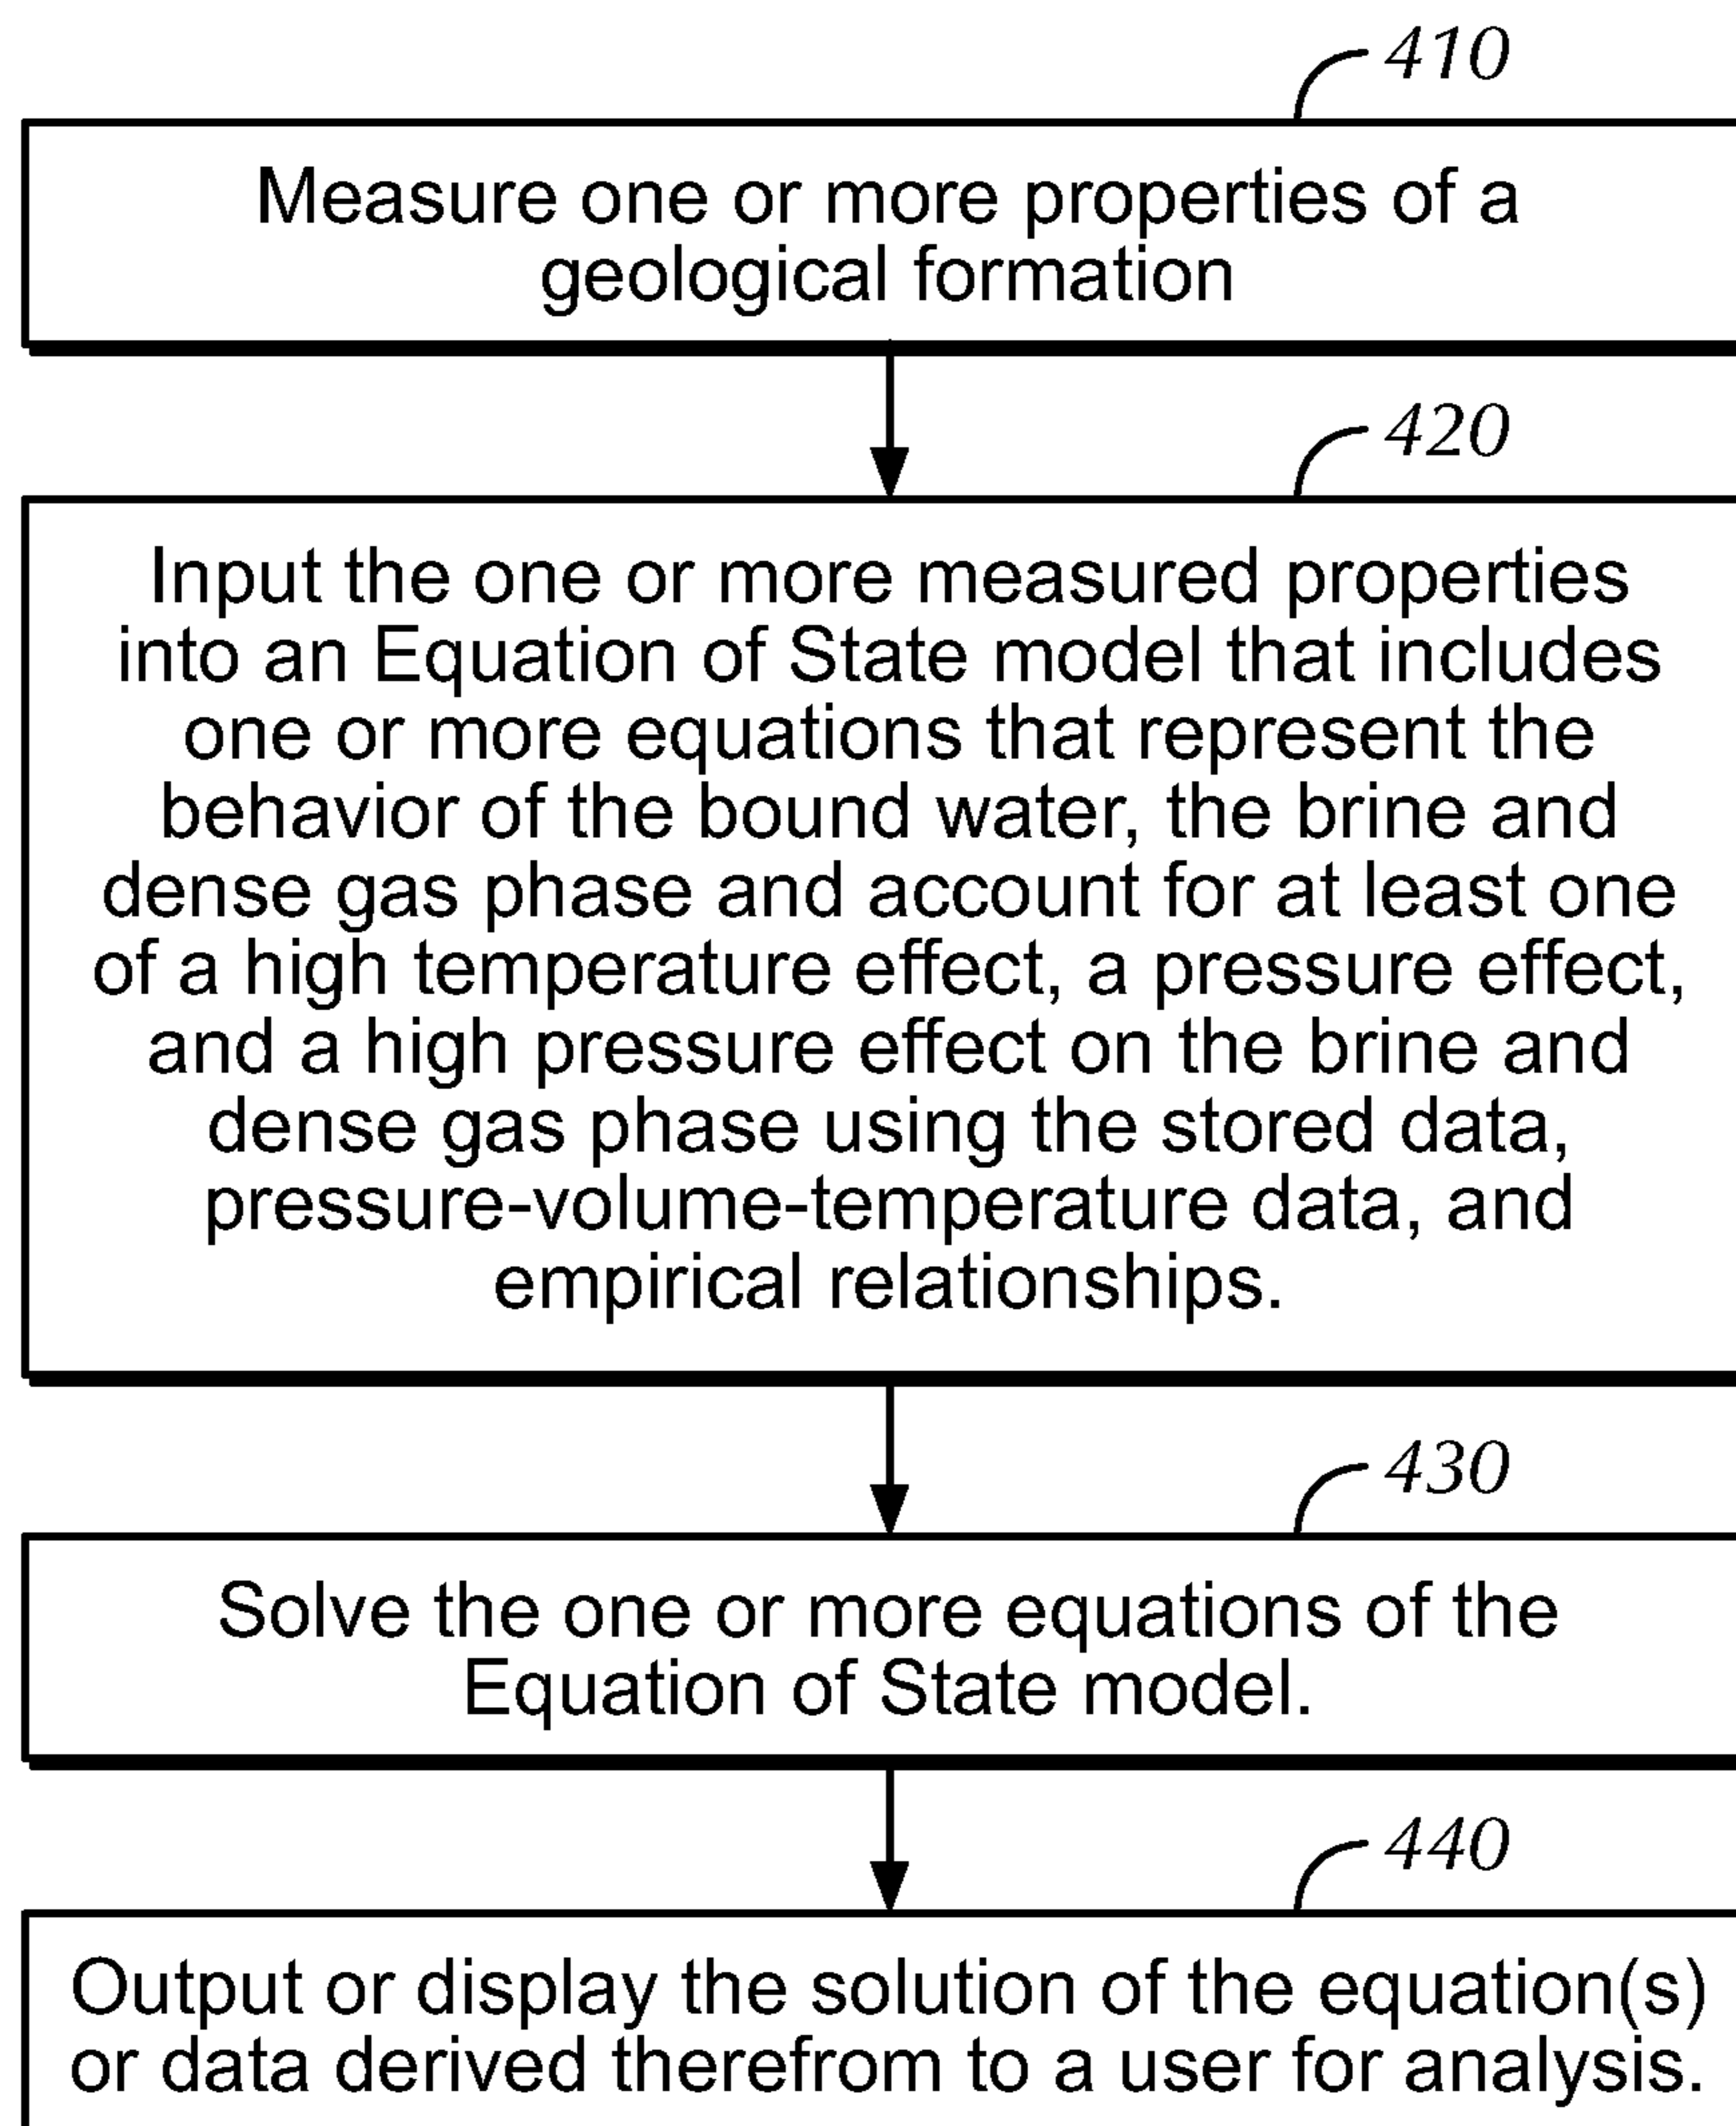 410
Measure one or more properties of a
geological formation
420
Input the one or more measured properties
into an Equation of State model that includes
one or more equations that represent the
behavior of the bound water, the brine and
dense gas phase and account for at least one
of a high temperature effect, a pressure effect,
and a high pressure effect on the brine and
dense gas phase using the stored data,
pressure-volume-temperature data, and
empirical relationships.
430
Solve the one or more equations of the
Equation of State model.
440
Output or display the solution of the equation(s)
or data derived therefrom to a user for analysis.